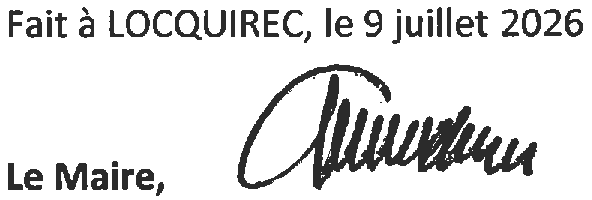 Fait à LOCQUIREC, le 9 juillet 2026
Le Maire,